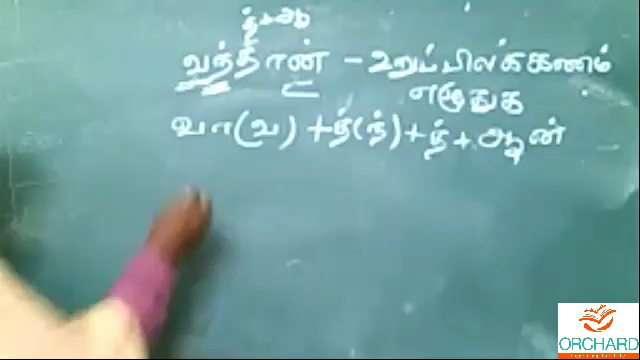 த்+ஆ
வந்தான் - உறுப்பிலக்கணம்
எழுதுக
வா(வ) + த்(ந்) + த் + ஆன்
ORCHARD